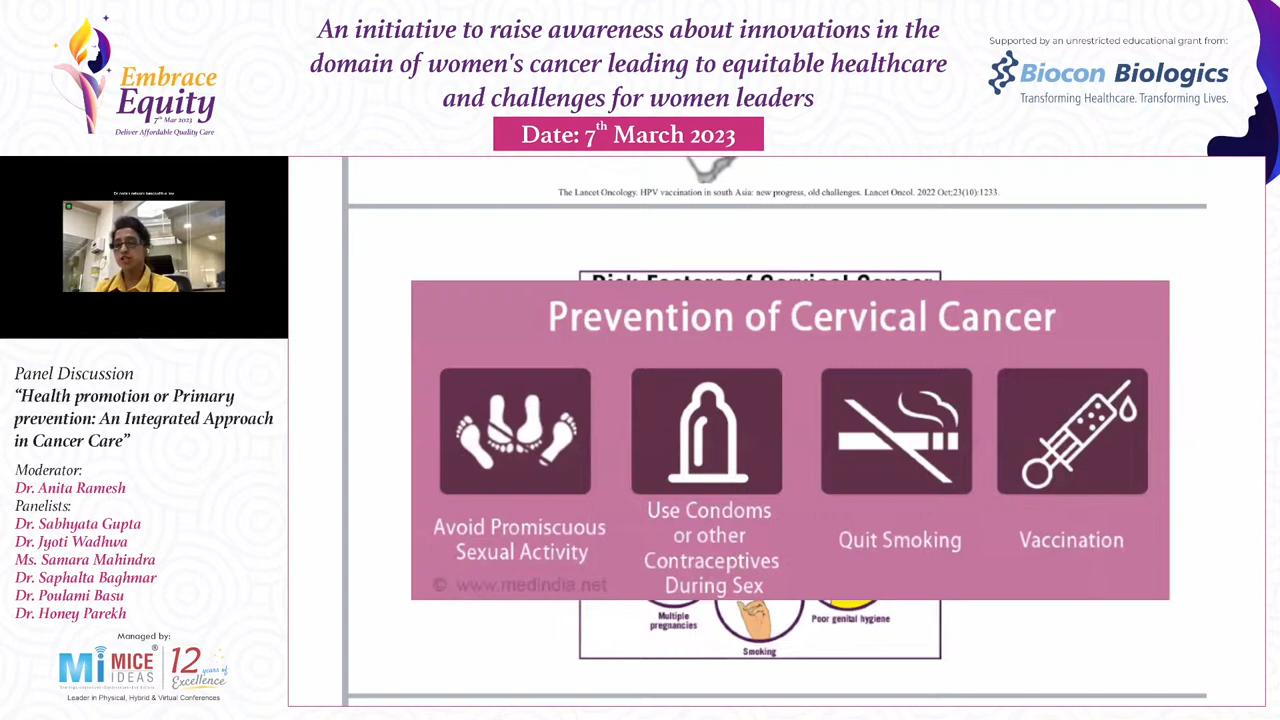 Embrace
Equity
7th Mar 2023
Deliver Affordable Quality Care
An initiative to raise awareness about innovations in the
domain of women's cancer leading to equitable healthcare
and challenges for women leaders
Date: 7th March 2023
Supported by an unrestricted educational grant from:
Biocon Biologics
Transforming Healthcare. Transforming Lives.
Panel Discussion
“Health promotion or Primary
prevention: An Integrated Approach
in Cancer Care”
Moderator:
Dr. Anita Ramesh
Panelists:
Dr. Sabhyata Gupta
Dr. Jyoti Wadhwa
Ms. Samara Mahindra
Dr. Saphalta Baghmar
Dr. Poulami Basu
Dr. Honey Parekh
Managed by:
Mi MICE IDEAS®
12 years of Excellence
Leader in Physical, Hybrid & Virtual Conferences
The Lancet Oncology. HPV vaccination in south Asia: new progress, old challenges. Lancet Oncol. 2022 Oct;23(10):1233.
Risk Factors of Cervical Cancer
Prevention of Cervical Cancer
Avoid Promiscuous
Sexual Activity
Use Condoms
or other
Contraceptives
During Sex
Quit Smoking
Vaccination
© www.medindia.net
Multiple
pregnancies
Smoking
Poor genital hygiene